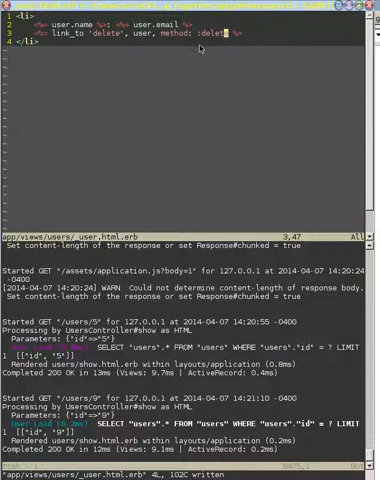 1 <li>
2 <%= user.name %>: <%= user.email %>
3 <%= link_to 'delete', user, method: :delete %>
4 </li>
app/views/users/_user.html.erb 3,47 All
Set content-length of the response or set Response#chunked = true
Started GET "/assets/application.js?body=1" for 127.0.0.1 at 2014-04-07 14:20:24
-0400
[2014-04-07 14:20:24] WARN Could not determine content-length of response body.
Set content-length of the response or set Response#chunked = true
Started GET "/users/5" for 127.0.0.1 at 2014-04-07 14:20:55 -0400
Processing by UsersController#show as HTML
Parameters: {"id"=>"5"}
SELECT "users".* FROM "users" WHERE "users"."id" = ? LIMIT
1 [["id", "5"]]
Rendered users/show.html.erb within layouts/application (0.8ms)
Completed 200 OK in 13ms (Views: 9.7ms | ActiveRecord: 0.4ms)
Started GET "/users/9" for 127.0.0.1 at 2014-04-07 14:21:10 -0400
Processing by UsersController#show as HTML
Parameters: {"id"=>"9"}
User Load (0.2ms) SELECT "users".* FROM "users" WHERE "users"."id" = ? LIMIT
1 [["id", "9"]]
Rendered users/show.html.erb within layouts/application (0.2ms)
Completed 200 OK in 12ms (Views: 9.1ms | ActiveRecord: 0.2ms)
Bot
"app/views/users/_user.html.erb" 4L, 102C written